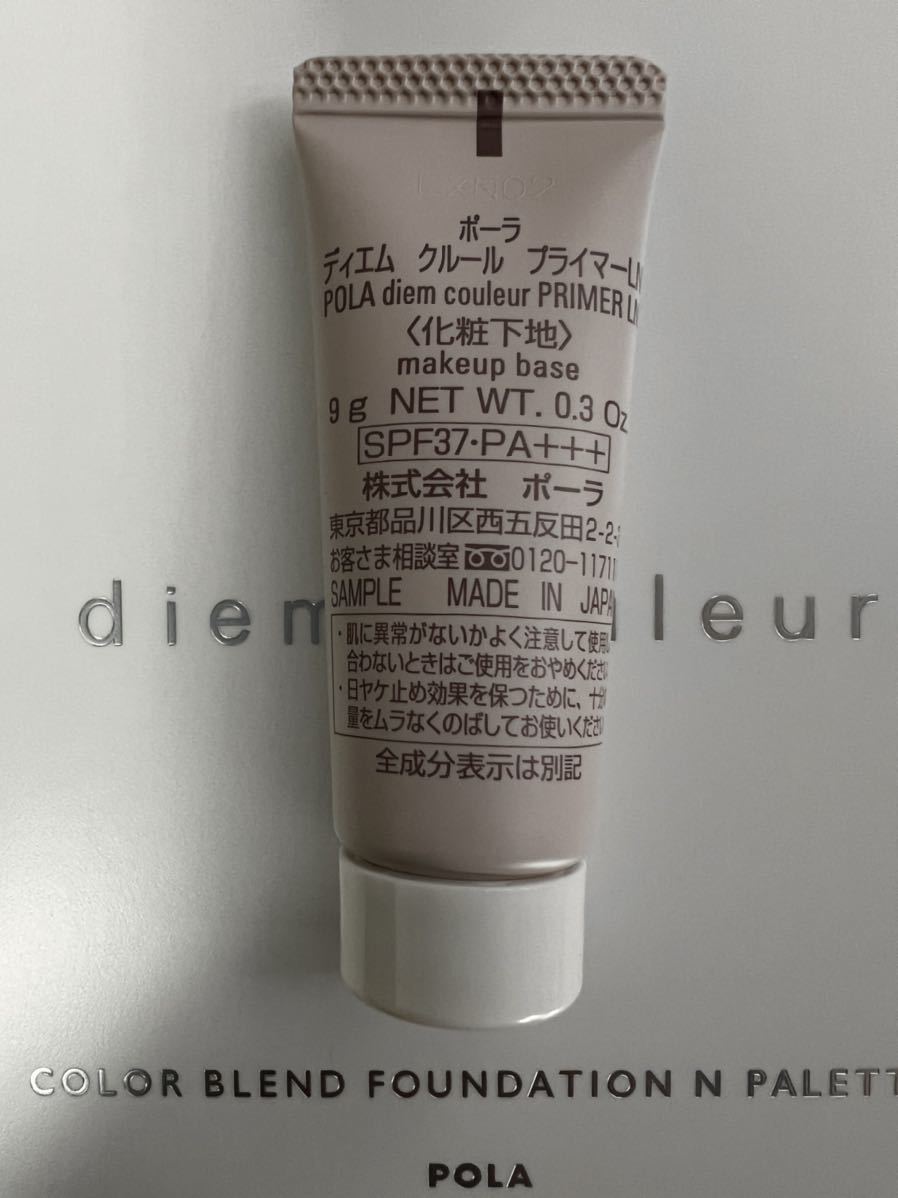 ポーラ
ディエム クルール プライマーLN
POLA diem couleur PRIMER LN
〈化粧下地〉
makeup base
9 g NET WT. 0.3 Oz
SPF37・PA+++
株式会社 ポーラ
東京都品川区西五反田2-2-
お客さま相談室 0120-1171
SAMPLE MADE IN JAPAN
・肌に異常がないかよく注意して使用
合わないときはご使用をおやめくださ
・日ヤケ止め効果を保つために、十分
量をムラなくのばしてお使いくださ
全成分表示は別記
diem leur
COLOR BLEND FOUNDATION N PALETT
POLA